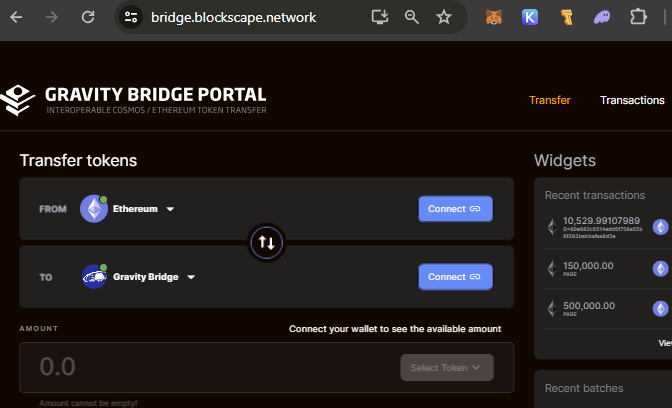 bridge.blockscape.network
GRAVITY BRIDGE PORTAL
INTEROPERABLE COSMOS / ETHEREUM TOKEN TRANSFER
Transfer
Transactions
Transfer tokens
FROM
Ethereum
Connect
TO
Gravity Bridge
Connect
AMOUNT
Connect your wallet to see the available amount
0.0
Select Token
Amount cannot be empty!
Widgets
Recent transactions
10,529.99107989
150,000.00
PAGE
500,000.00
PAGE
Vie
Recent batches